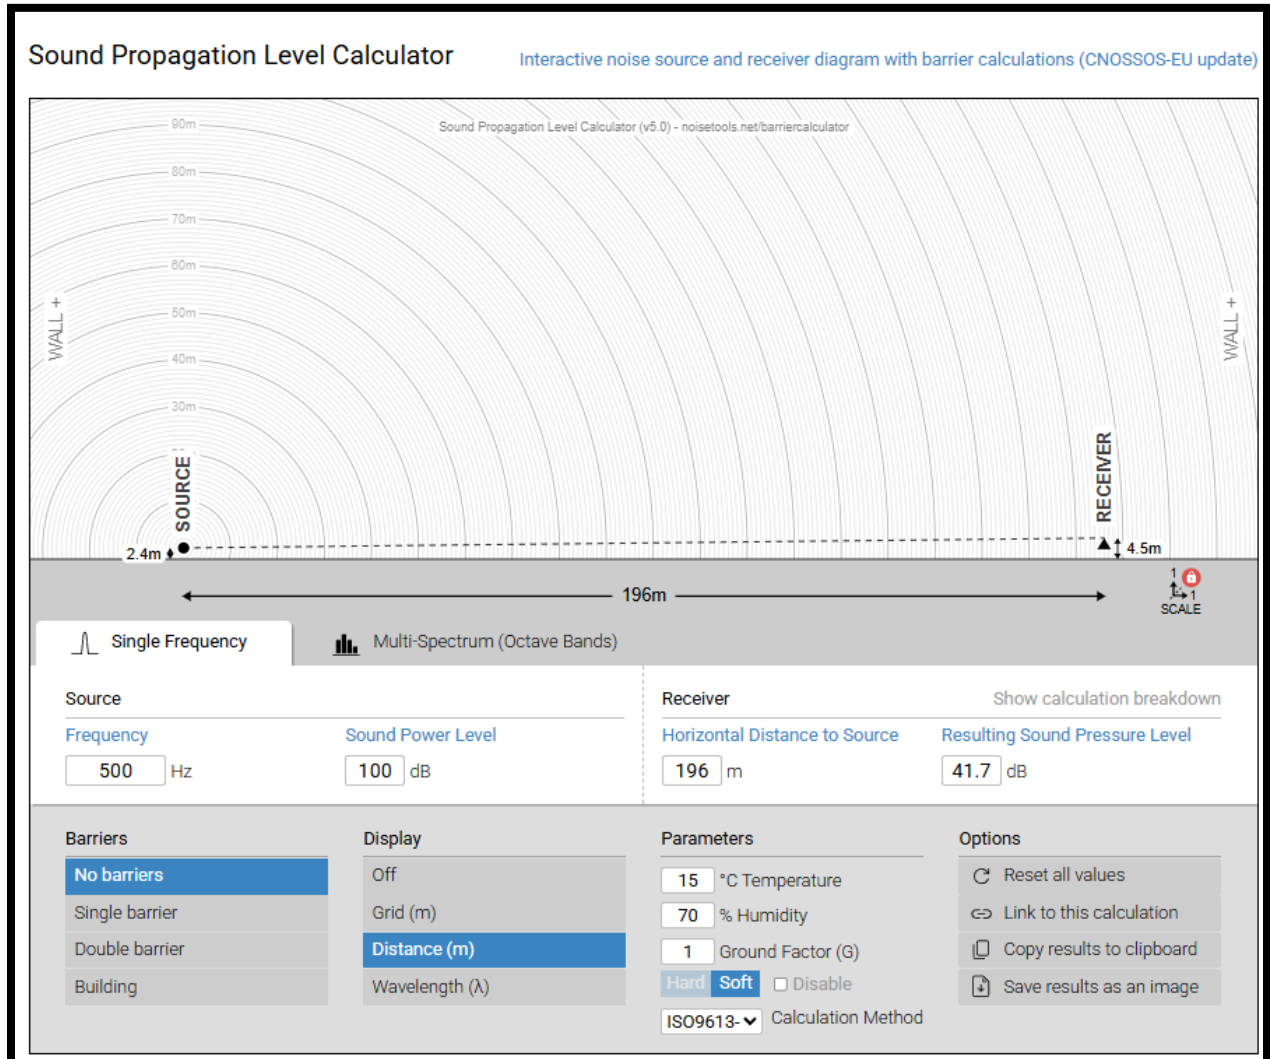 Sound Propagation Level Calculator
Interactive noise source and receiver diagram with barrier calculations (CNOSSOS-EU update)
Sound Propagation Level Calculator (v5.0) - noisetools.net/barriercalculator
90m
80m
70m
60m
50m
40m
30m
WALL +
WALL +
SOURCE
RECEIVER
2.4m
4.5m
196m
1
1
SCALE
Single Frequency
Multi-Spectrum (Octave Bands)
Source
Receiver
Show calculation breakdown
Frequency
Sound Power Level
Horizontal Distance to Source
Resulting Sound Pressure Level
500 Hz
100 dB
196 m
41.7 dB
Barriers
Display
Parameters
Options
No barriers
Off
15 °C Temperature
Reset all values
Single barrier
Grid (m)
70 % Humidity
Link to this calculation
Double barrier
Distance (m)
1 Ground Factor (G)
Copy results to clipboard
Hard Soft Disable
Building
Wavelength (λ)
Save results as an image
ISO9613- Calculation Method